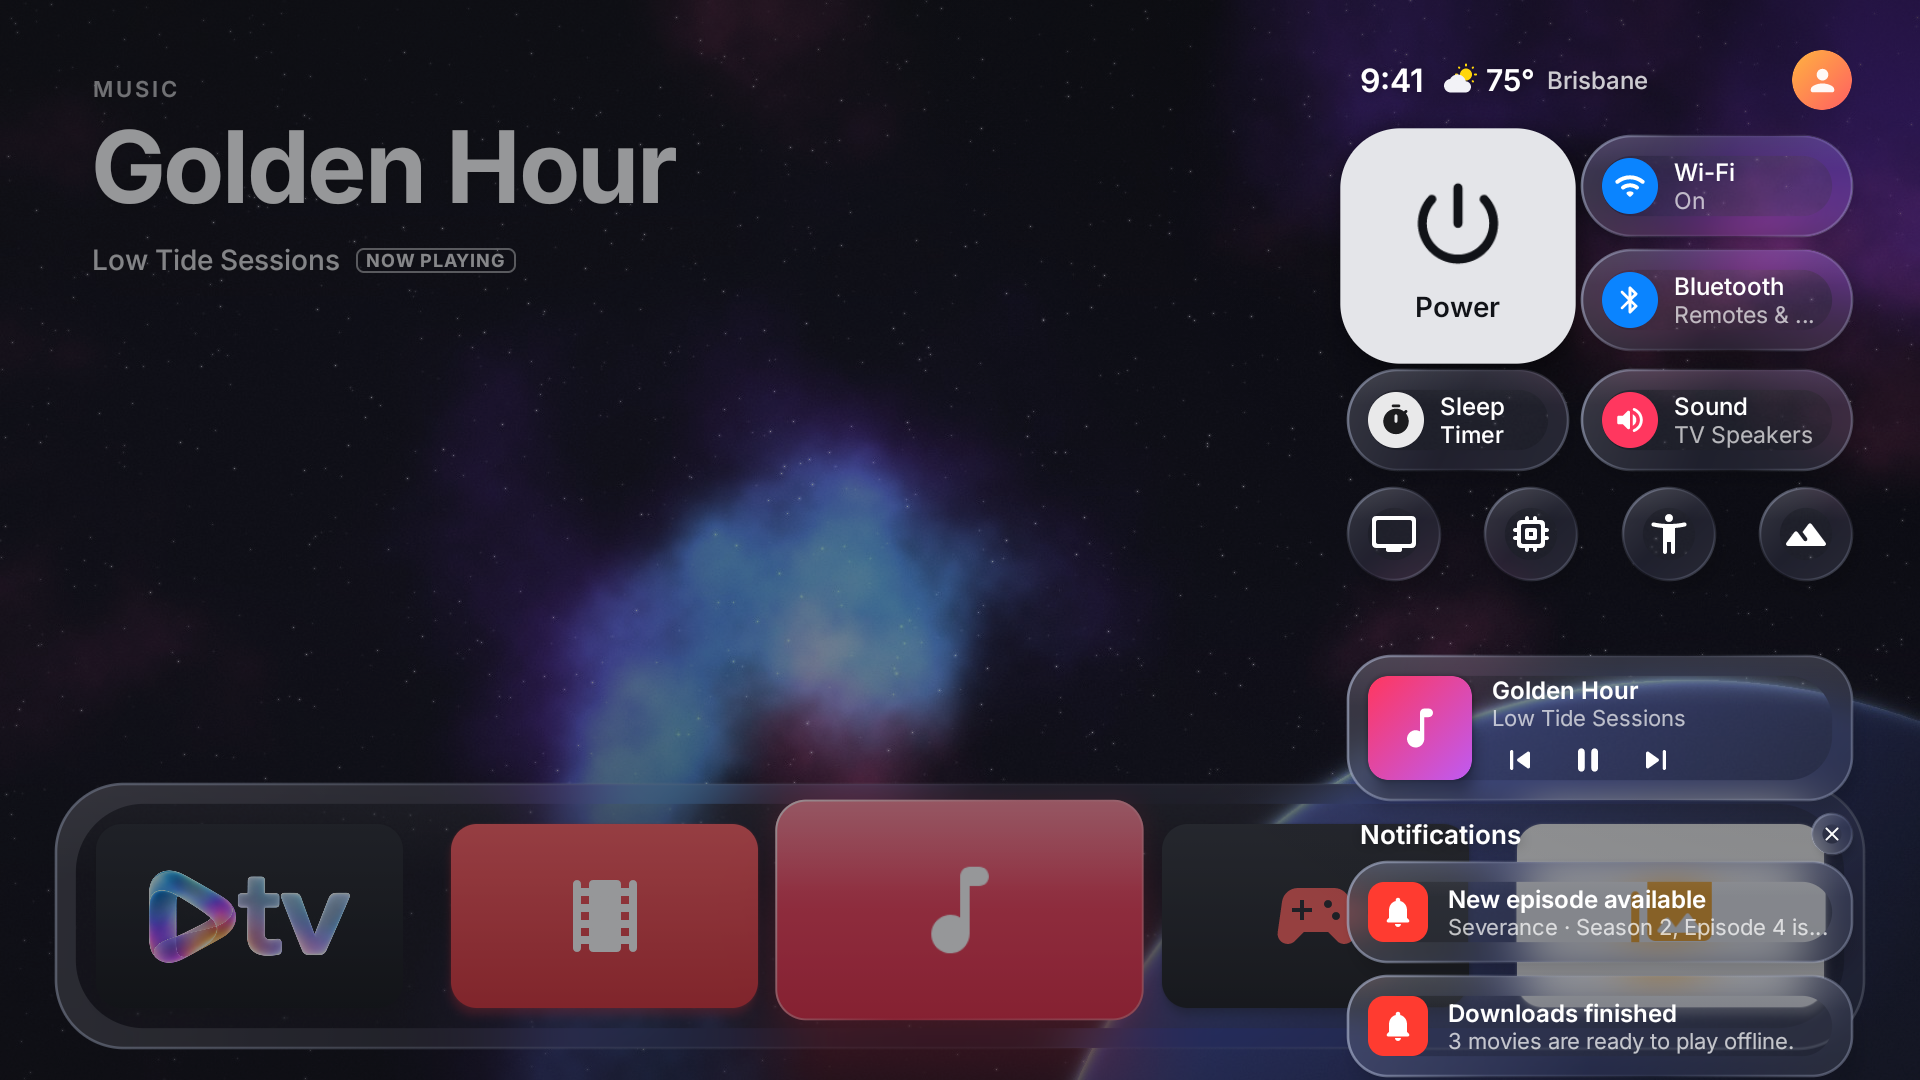 MUSIC
Golden Hour
Low Tide Sessions NOW PLAYING
9:41 75° Brisbane
Power
Wi-Fi
On
Bluetooth
Remotes & ...
Sleep
Timer
Sound
TV Speakers
Golden Hour
Low Tide Sessions
tv
Notifications
New episode available
Severance · Season 2, Episode 4 is...
Downloads finished
3 movies are ready to play offline.